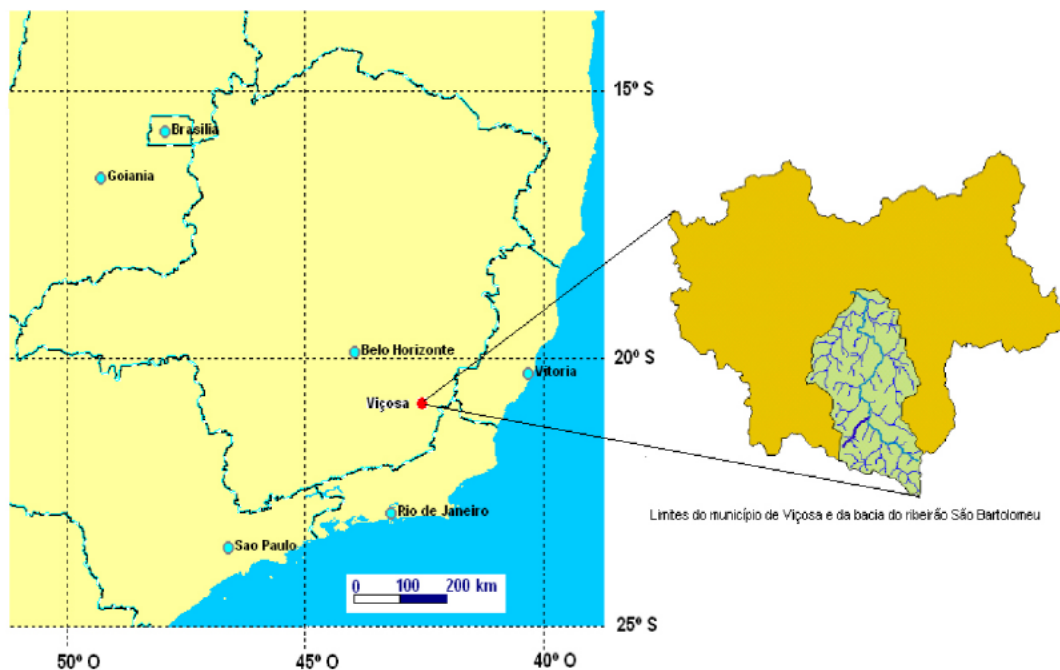 15º S
Brasilia
Goiania
Belo Horizonte
20º S
Vitoria
Viçosa
Rio de Janeiro
Limites do município de Viçosa e da bacia do ribeirão São Bartolomeu
Sao Paulo
0 100 200 km
25º S
50º O 45º O 40º O